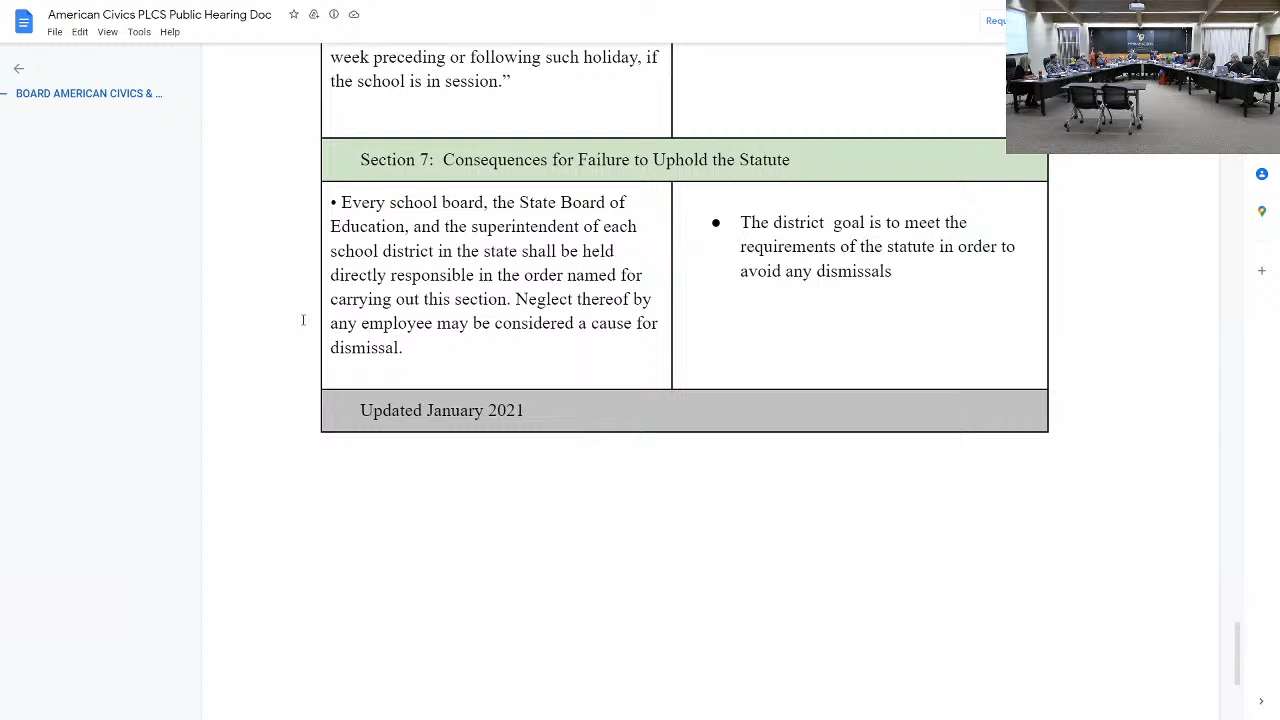 American Civics PLCS Public Hearing Doc
File Edit View Tools Help
Requ
BOARD AMERICAN CIVICS & ...
week preceding or following such holiday, if
the school is in session.”
Section 7: Consequences for Failure to Uphold the Statute
• Every school board, the State Board of
Education, and the superintendent of each
school district in the state shall be held
directly responsible in the order named for
carrying out this section. Neglect thereof by
any employee may be considered a cause for
dismissal.
● The district goal is to meet the
requirements of the statute in order to
avoid any dismissals
Updated January 2021